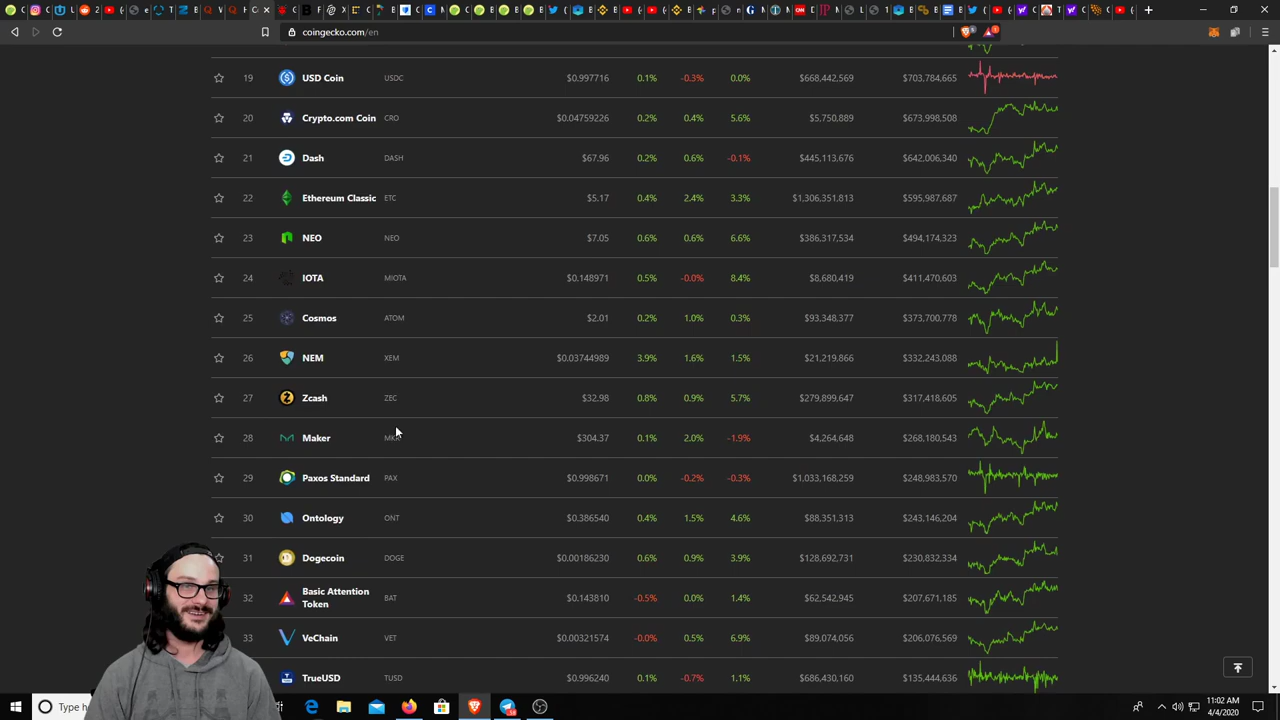 coingecko.com/en
19 USD Coin USDC $0.997716 0.1% -0.3% 0.0% $668,442,569 $703,784,665
20 Crypto.com Coin CRO $0.04759226 0.2% 0.4% 5.6% $5,750,889 $673,998,508
21 Dash DASH $67.96 0.2% 0.6% -0.1% $445,113,676 $642,006,340
22 Ethereum Classic ETC $5.17 0.4% 2.4% 3.3% $1,306,351,813 $595,987,687
23 NEO NEO $7.05 0.6% 0.6% 6.6% $386,317,534 $494,174,323
24 IOTA MIOTA $0.148971 0.5% -0.0% 8.4% $8,680,419 $411,470,603
25 Cosmos ATOM $2.01 0.2% 1.0% 0.3% $93,348,377 $373,700,778
26 NEM XEM $0.03744989 3.9% 1.6% 1.5% $21,219,866 $332,243,088
27 Zcash ZEC $32.98 0.8% 0.9% 5.7% $279,899,647 $317,418,605
28 Maker MKR $304.37 0.1% 2.0% -1.9% $4,264,648 $268,180,543
29 Paxos Standard PAX $0.998671 0.0% -0.2% -0.3% $1,033,168,259 $248,983,570
30 Ontology ONT $0.386540 0.4% 1.5% 4.6% $88,351,313 $243,146,204
31 Dogecoin DOGE $0.00186230 0.6% 0.9% 3.9% $128,692,731 $230,832,334
32 Basic Attention BAT $0.143810 -0.5% 0.0% 1.4% $62,542,945 $207,671,185
Token
33 VeChain VET $0.00321574 -0.0% 0.5% 6.9% $89,074,056 $206,076,569
TrueUSD TUSD $0.996240 0.1% -0.7% 1.1% $686,430,160 $135,444,636
Type h
11:02 AM
4/4/2020